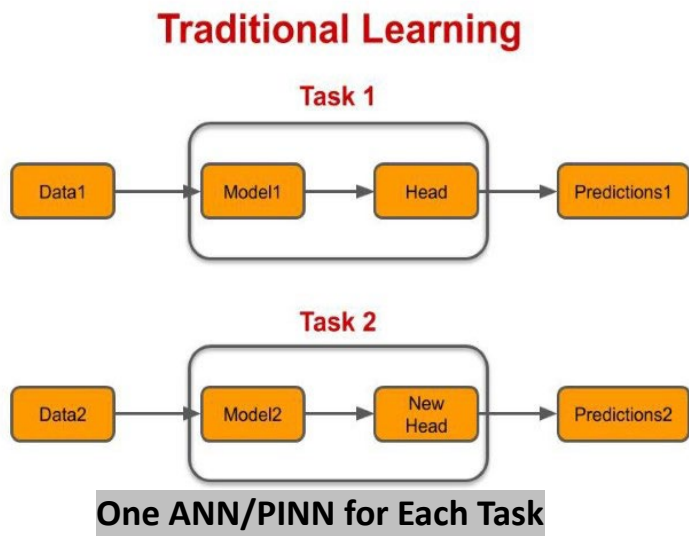 Traditional Learning
Task 1
Data1
Model1
Head
Predictions1
Task 2
Data2
Model2
New
Head
Predictions2
One ANN/PINN for Each Task